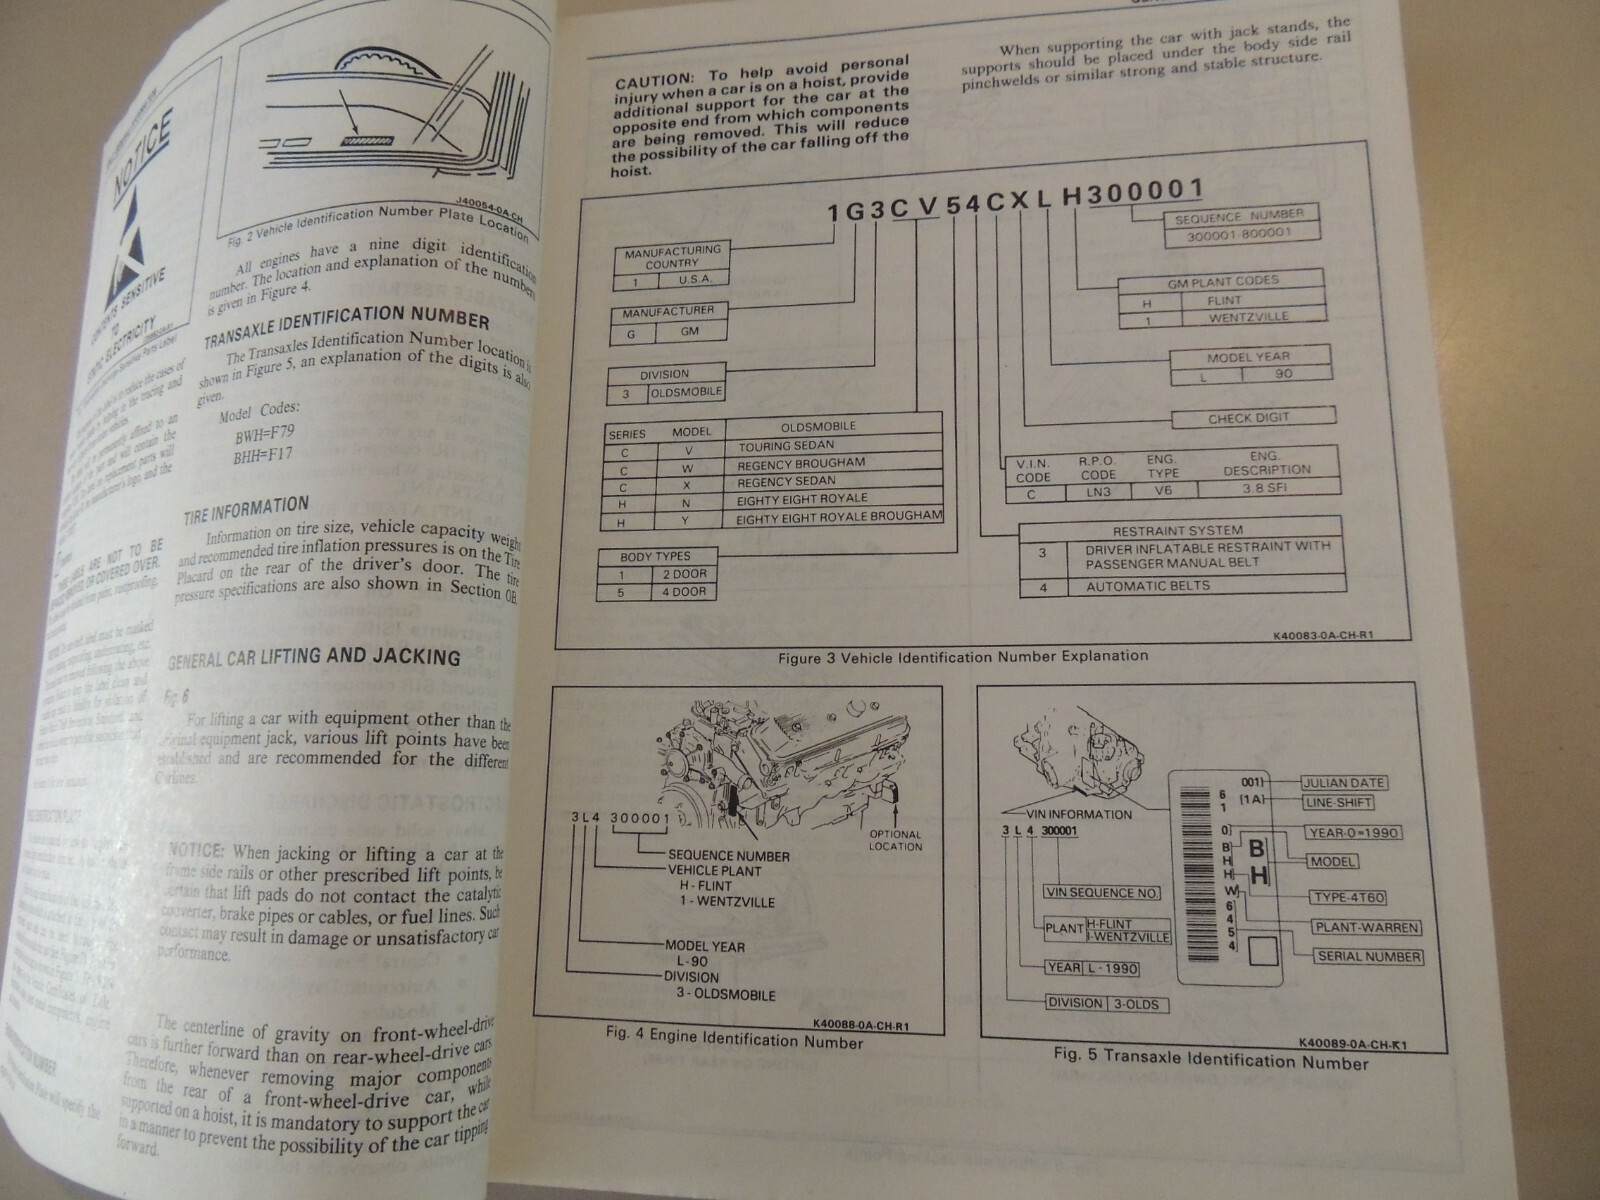 NOTICE
CONTENTS SENSITIVE
TO
STATIC ELECTRICITY
J40054-0A-CH
Fig. 2 Vehicle Identification Number Plate Location
All engines have a nine digit identification
number. The location and explanation of the numbers
is given in Figure 4.
TRANSAXLE IDENTIFICATION NUMBER
The Transaxles Identification Number location is
shown in Figure 5, an explanation of the digits is also
given.
Model Codes:
BWH=F79
BHH=F17
TIRE INFORMATION
Information on tire size, vehicle capacity weight
and recommended tire inflation pressures is on the Tire
Placard on the rear of the driver's door. The tire
pressure specifications are also shown in Section 0B.
GENERAL CAR LIFTING AND JACKING
Fig. 6
For lifting a car with equipment other than the
original equipment jack, various lift points have been
established and are recommended for the different
Carlines.
NOTICE: When jacking or lifting a car at the
frame side rails or other prescribed lift points, be
certain that lift pads do not contact the catalytic
converter, brake pipes or cables, or fuel lines. Such
contact may result in damage or unsatisfactory car
performance.
The centerline of gravity on front-wheel-drive
cars is further forward than on rear-wheel-drive cars.
Therefore, whenever removing major components
from the rear of a front-wheel-drive car, while
supported on a hoist, it is mandatory to support the car
in a manner to prevent the possibility of the car tipping
forward.
CAUTION: To help avoid personal
injury when a car is on a hoist, provide
additional support for the car at the
opposite end from which components
are being removed. This will reduce
the possibility of the car falling off the
hoist.
When supporting the car with jack stands, the
supports should be placed under the body side rail
pinchwelds or similar strong and stable structure.
1G3CV54CXLH300001
MANUFACTURING
COUNTRY
1 U.S.A.
MANUFACTURER
G GM
DIVISION
3 OLDSMOBILE
SERIES MODEL OLDSMOBILE
C V TOURING SEDAN
C W REGENCY BROUGHAM
C X REGENCY SEDAN
H N EIGHTY EIGHT ROYALE
H Y EIGHTY EIGHT ROYALE BROUGHAM
BODY TYPES
1 2 DOOR
5 4 DOOR
SEQUENCE NUMBER
300001-800001
GM PLANT CODES
H FLINT
1 WENTZVILLE
MODEL YEAR
L 90
CHECK DIGIT
V.I.N. CODE R.P.O. CODE ENG. TYPE ENG. DESCRIPTION
C LN3 V6 3.8 SFI
RESTRAINT SYSTEM
3 DRIVER INFLATABLE RESTRAINT WITH
PASSENGER MANUAL BELT
4 AUTOMATIC BELTS
K40083-0A-CH-R1
Figure 3 Vehicle Identification Number Explanation
3L4 300001
OPTIONAL
LOCATION
SEQUENCE NUMBER
VEHICLE PLANT
H - FLINT
1 - WENTZVILLE
MODEL YEAR
L-90
DIVISION
3 - OLDSMOBILE
K40088-0A-CH-R1
Fig. 4 Engine Identification Number
VIN INFORMATION
3 L 4 300001
VIN SEQUENCE NO.
PLANT H-FLINT
I-WENTZVILLE
YEAR L - 1990
DIVISION 3-OLDS
001)
(1A)
6
1
0)
B
H
H
W
6
4
5
4
B
H
JULIAN DATE
LINE-SHIFT
YEAR-0=1990
MODEL
TYPE-4T60
PLANT-WARREN
SERIAL NUMBER
K40089-0A-CH-R1
Fig. 5 Transaxle Identification Number